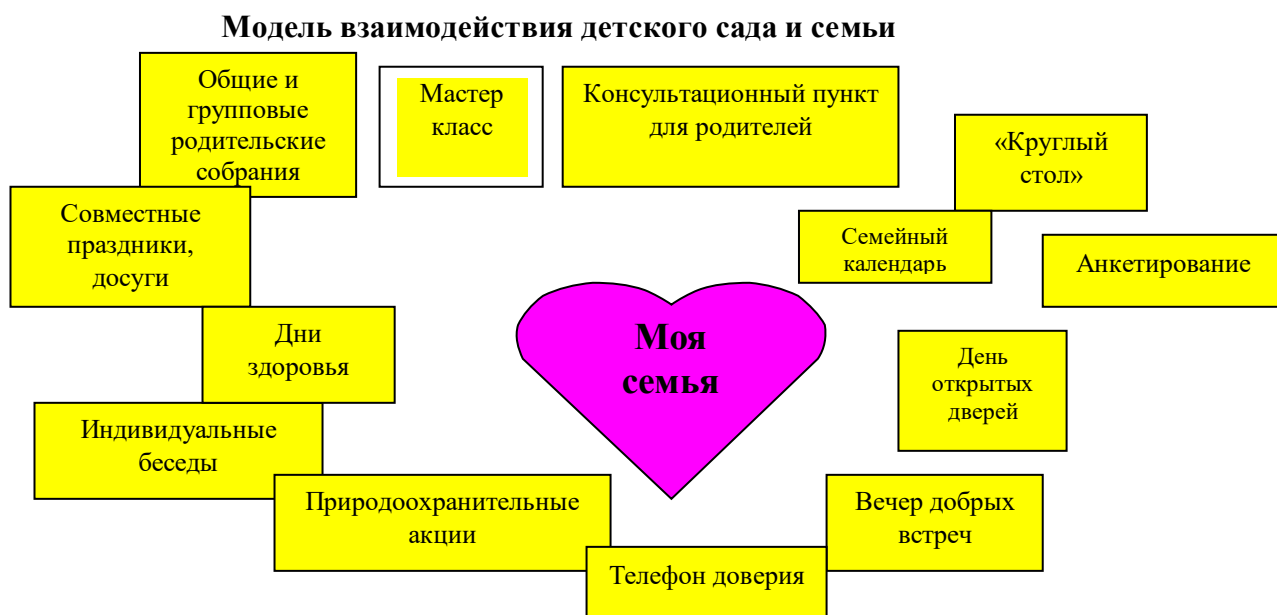 Модель взаимодействия детского сада и семьи
Общие и
групповые
родительские
собрания
Мастер
класс
Консультационный пункт
для родителей
«Круглый
стол»
Совместные
праздники,
досуги
Семейный
календарь
Анкетирование
Дни
здоровья
Моя
семья
День
открытых
дверей
Индивидуальные
беседы
Природоохранительные
акции
Вечер добрых
встреч
Телефон доверия